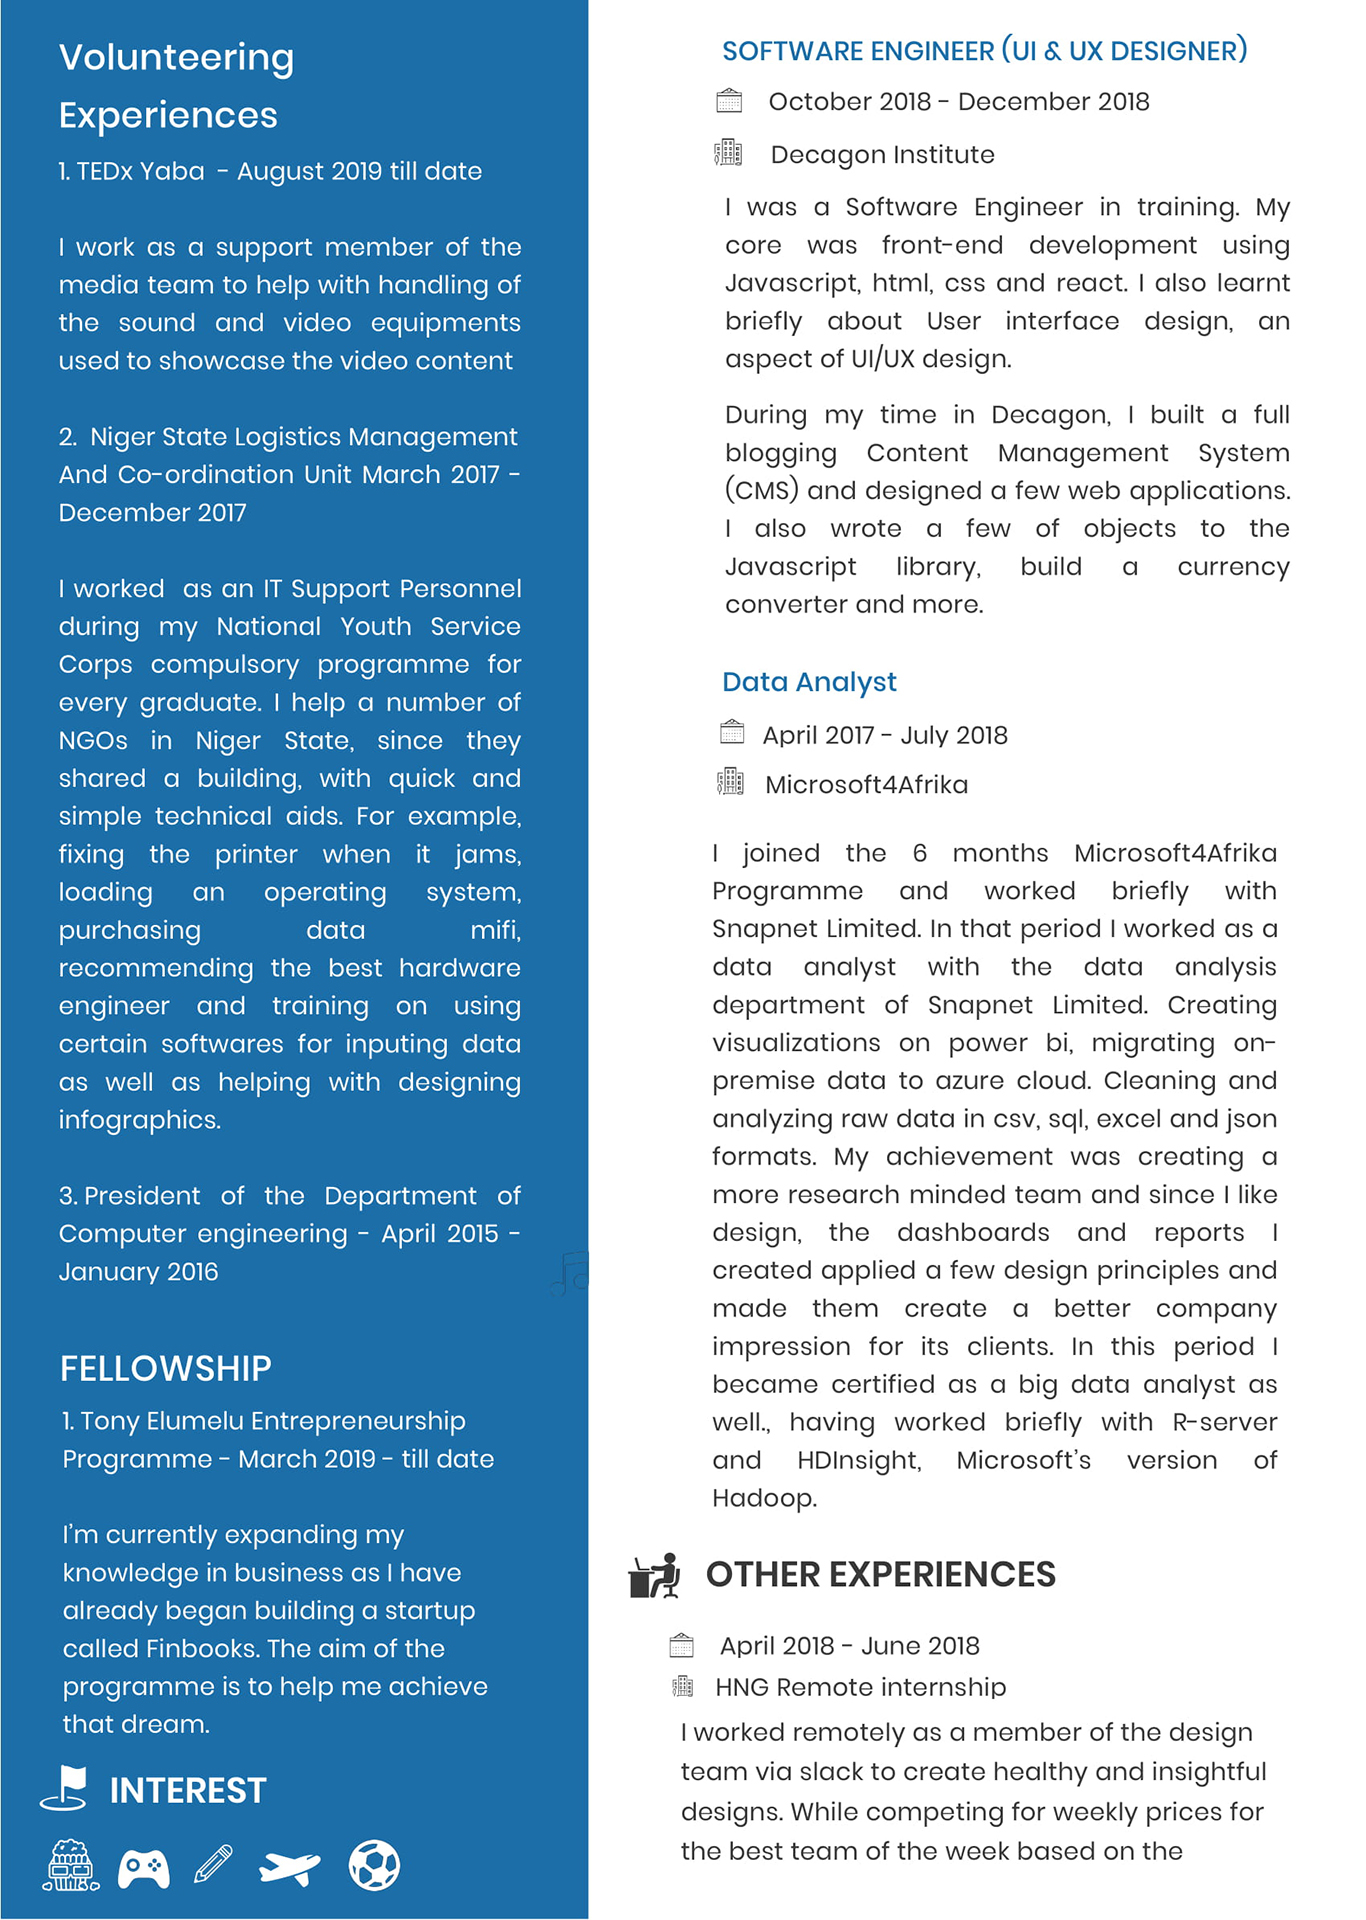 Volunteering
Experiences
1. TEDx Yaba - August 2019 till date
I work as a support member of the
media team to help with handling of
the sound and video equipments
used to showcase the video content
2. Niger State Logistics Management
And Co-ordination Unit March 2017 -
December 2017
I worked as an IT Support Personnel
during my National Youth Service
Corps compulsory programme for
every graduate. I help a number of
NGOs in Niger State, since they
shared a building, with quick and
simple technical aids. For example,
fixing the printer when it jams,
loading an operating system,
purchasing data mifi,
recommending the best hardware
engineer and training on using
certain softwares for inputing data
as well as helping with designing
infographics.
3. President of the Department of
Computer engineering - April 2015 -
January 2016
FELLOWSHIP
1. Tony Elumelu Entrepreneurship
Programme - March 2019 - till date
I'm currently expanding my
knowledge in business as I have
already began building a startup
called Finbooks. The aim of the
programme is to help me achieve
that dream.
INTEREST
SOFTWARE ENGINEER (UI & UX DESIGNER)
October 2018 - December 2018
Decagon Institute
I was a Software Engineer in training. My
core was front-end development using
Javascript, html, css and react. I also learnt
briefly about User interface design, an
aspect of UI/UX design.
During my time in Decagon, I built a full
blogging Content Management System
(CMS) and designed a few web applications.
I also wrote a few of objects to the
Javascript library, build a currency
converter and more.
Data Analyst
April 2017 - July 2018
Microsoft4Afrika
I joined the 6 months Microsoft4Afrika
Programme and worked briefly with
Snapnet Limited. In that period I worked as a
data analyst with the data analysis
department of Snapnet Limited. Creating
visualizations on power bi, migrating on-
premise data to azure cloud. Cleaning and
analyzing raw data in csv, sql, excel and json
formats. My achievement was creating a
more research minded team and since I like
design, the dashboards and reports I
created applied a few design principles and
made them create a better company
impression for its clients. In this period I
became certified as a big data analyst as
well., having worked briefly with R-server
and HDInsight, Microsoft's version of
Hadoop.
OTHER EXPERIENCES
April 2018 - June 2018
HNG Remote internship
I worked remotely as a member of the design
team via slack to create healthy and insightful
designs. While competing for weekly prices for
the best team of the week based on the